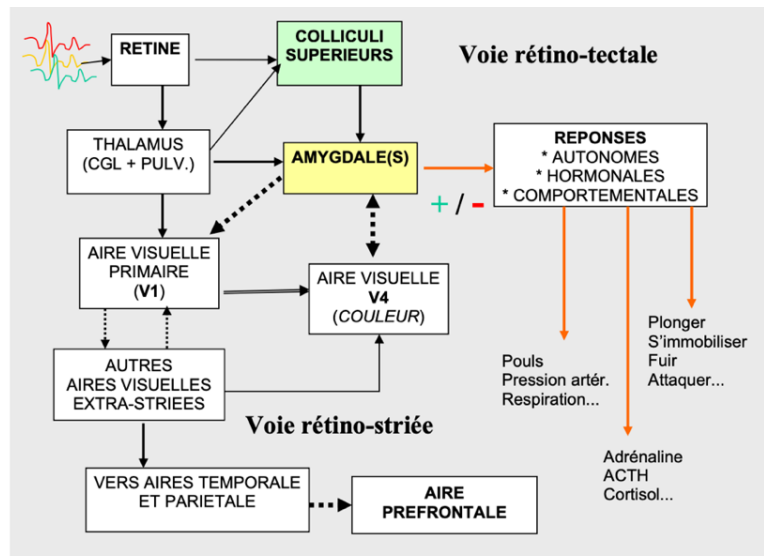 RETINE
COLLICULI
SUPERIEURS
Voie rétino-tectale
THALAMUS
(CGL + PULV.)
AMYGDALE(S)
REPONSES
* AUTONOMES
* HORMONALES
* COMPORTEMENTALES
+ / -
AIRE VISUELLE
PRIMAIRE
(V1)
AIRE VISUELLE
V4
(COULEUR)
Plonger
S'immobiliser
Fuir
Attaquer...
Pouls
Pression artér.
Respiration...
AUTRES
AIRES VISUELLES
EXTRA-STRIEES
Voie rétino-striée
Adrénaline
ACTH
Cortisol...
VERS AIRES TEMPORALE
ET PARIETALE
AIRE
PREFRONTALE